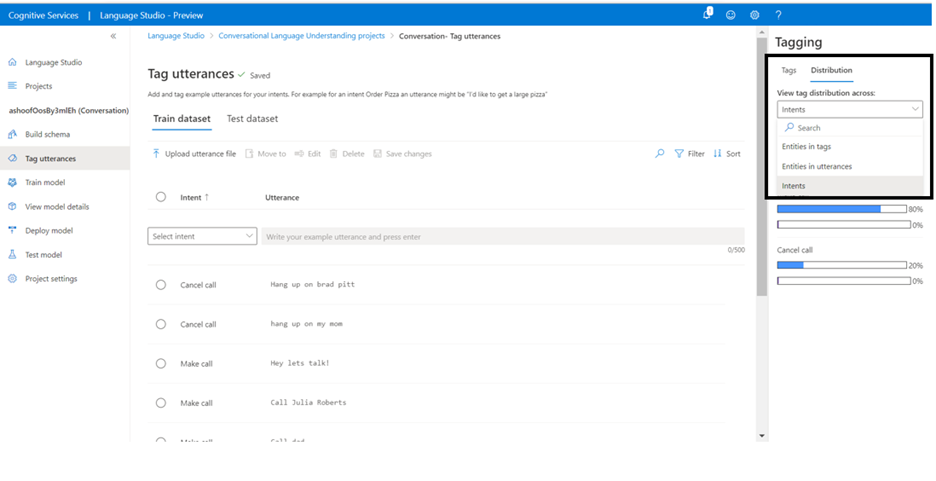 Cognitive Services | Language Studio - Preview
1
?
Language Studio > Conversational Language Understanding projects > Conversation- Tag utterances
Language Studio
Projects
ashoofOosBy3mlEh (Conversation)
Build schema
Tag utterances
Train model
View model details
Deploy model
Test model
Project settings
Tag utterances Saved
Add and tag example utterances for your intents. For example for an intent Order Pizza an utterance might be "I'd like to get a large pizza"
Train dataset Test dataset
Upload utterance file Move to Edit Delete Save changes Filter Sort
Intent ↑ Utterance
Select intent Write your example utterance and press enter
0/500
Cancel call Hang up on brad pitt
Cancel call hang up on my mom
Make call Hey lets talk!
Make call Call Julia Roberts
Make call Call dad
Tagging
Tags Distribution
View tag distribution across:
Intents
Search
Entities in tags
Entities in utterances
Intents
80%
0%
Cancel call
20%
0%